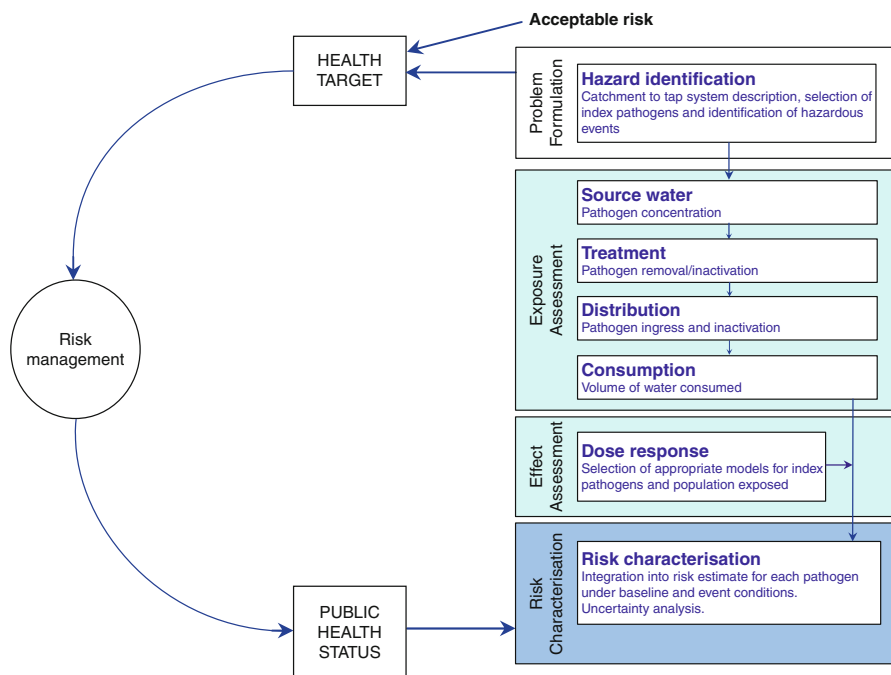 Acceptable risk
HEALTH
TARGET
Problem
Formulation
Hazard identification
Catchment to tap system description, selection of
index pathogens and identification of hazardous
events
Exposure
Assessment
Source water
Pathogen concentration
Treatment
Pathogen removal/inactivation
Distribution
Pathogen ingress and inactivation
Consumption
Volume of water consumed
Risk
management
Effect
Assessment
Dose response
Selection of appropriate models for index
pathogens and population exposed
Risk
Characterisation
Risk characterisation
Integration into risk estimate for each pathogen
under baseline and event conditions.
Uncertainty analysis.
PUBLIC
HEALTH
STATUS